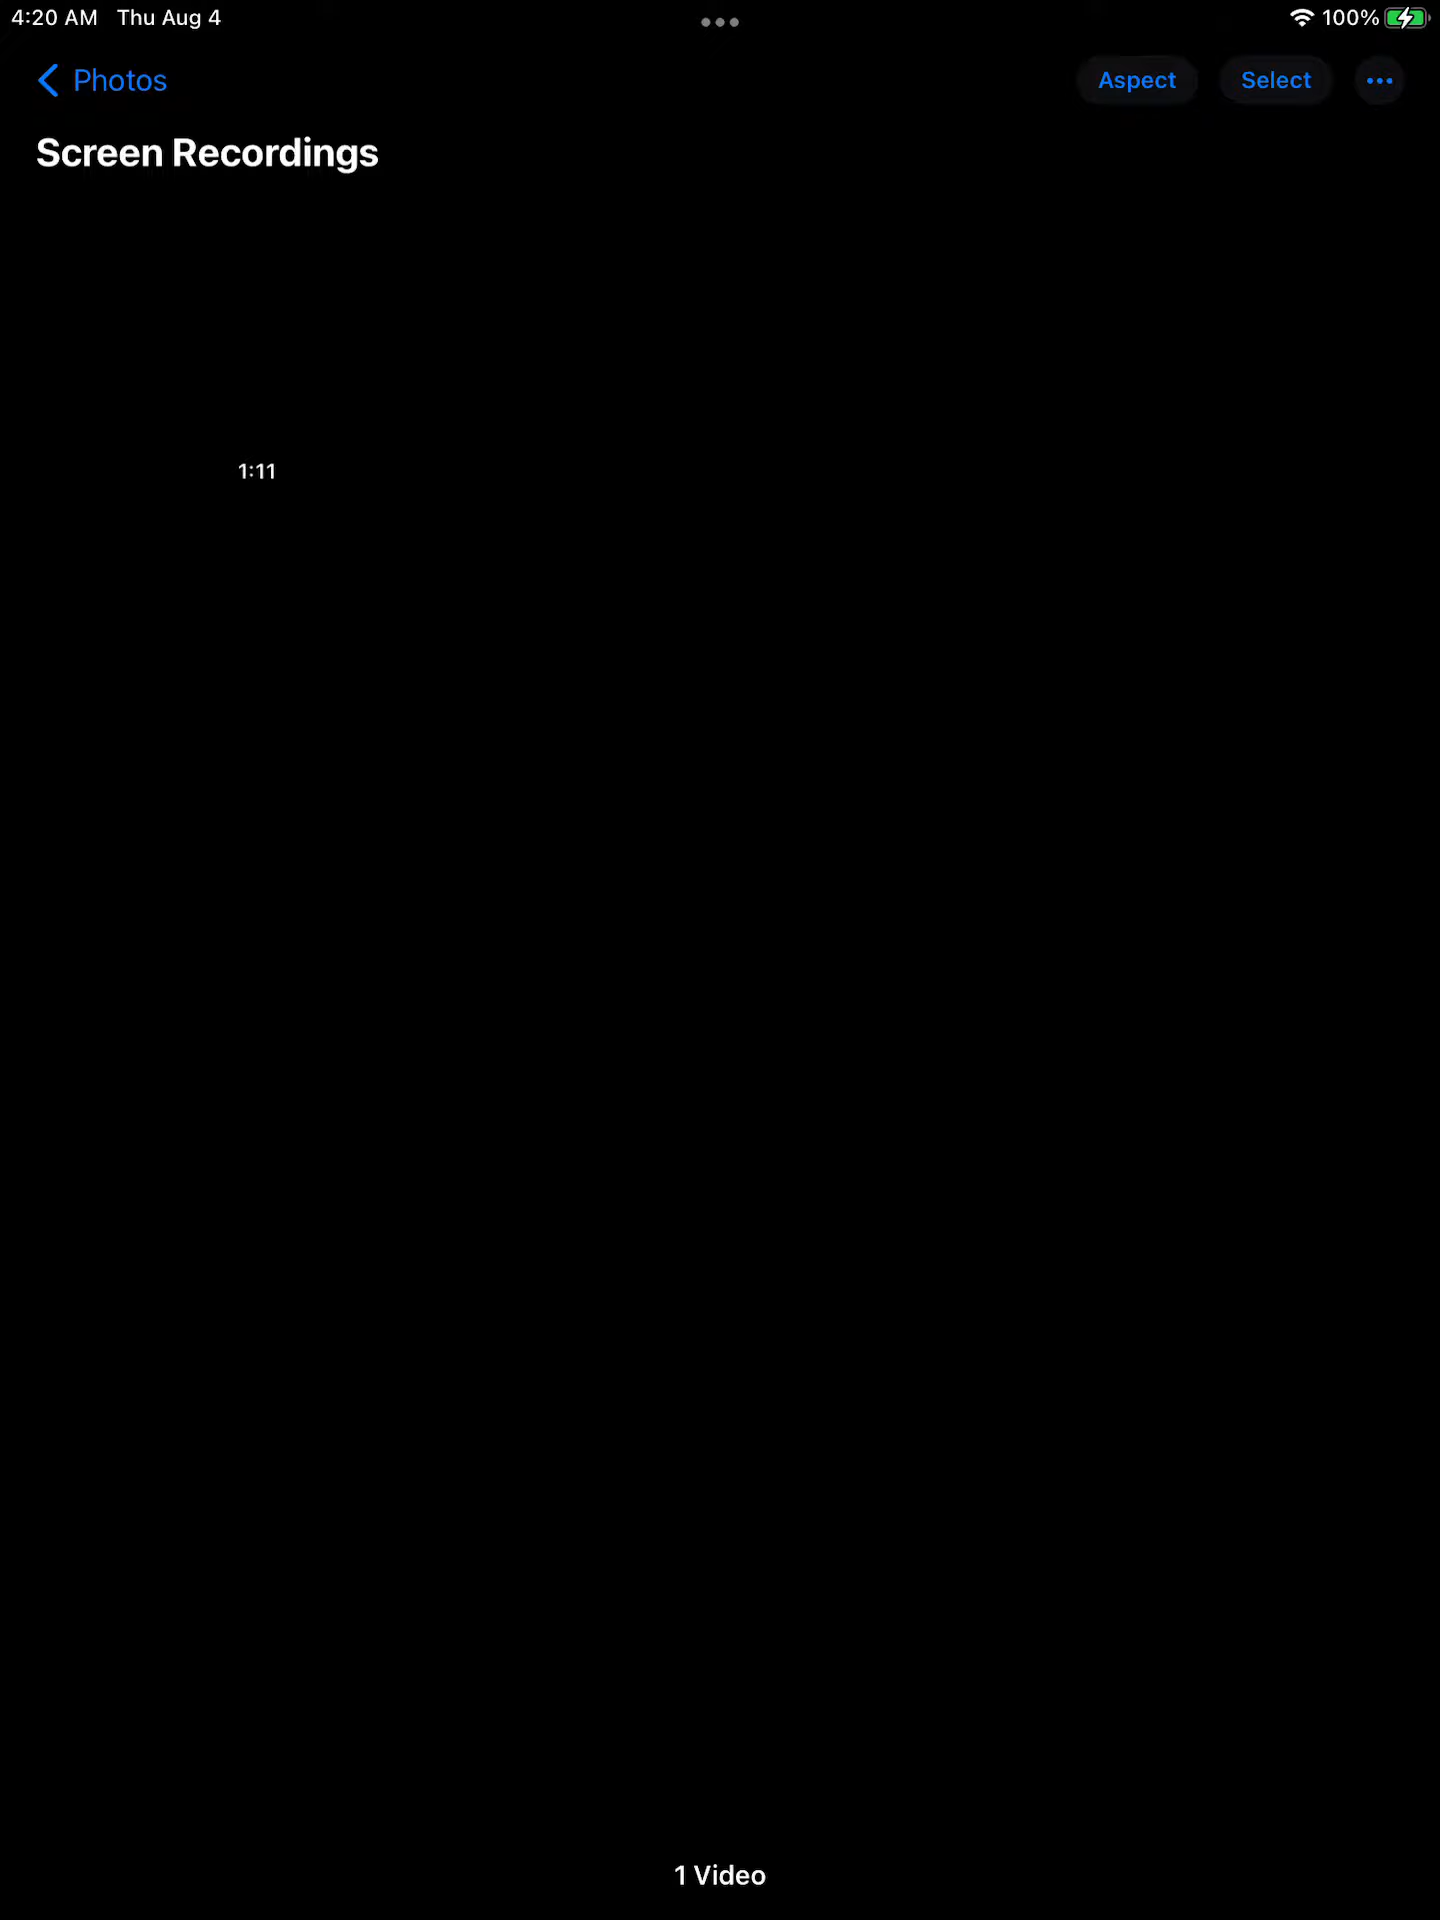 4:20 AM Thu Aug 4
100%
Photos
Aspect
Select
Screen Recordings
1:11
1 Video